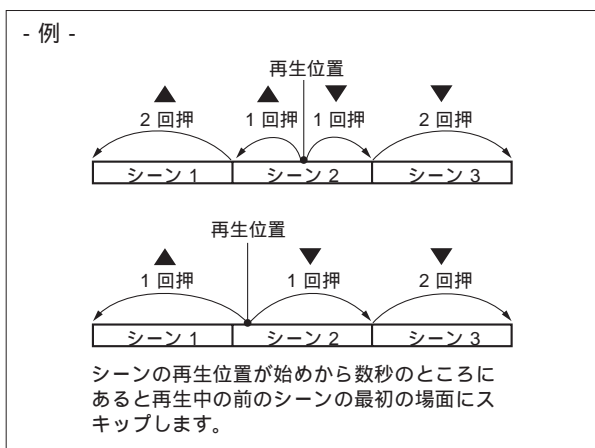 - 例 -
再生位置
▲ ▲ ▼ ▼
2 回押 1 回押 1 回押 2 回押
シーン 1 シーン 2 シーン 3
再生位置
▲ ▼ ▼
1 回押 1 回押 2 回押
シーン 1 シーン 2 シーン 3
シーンの再生位置が始めから数秒のところに
あると再生中の前のシーンの最初の場面にス
キップします。